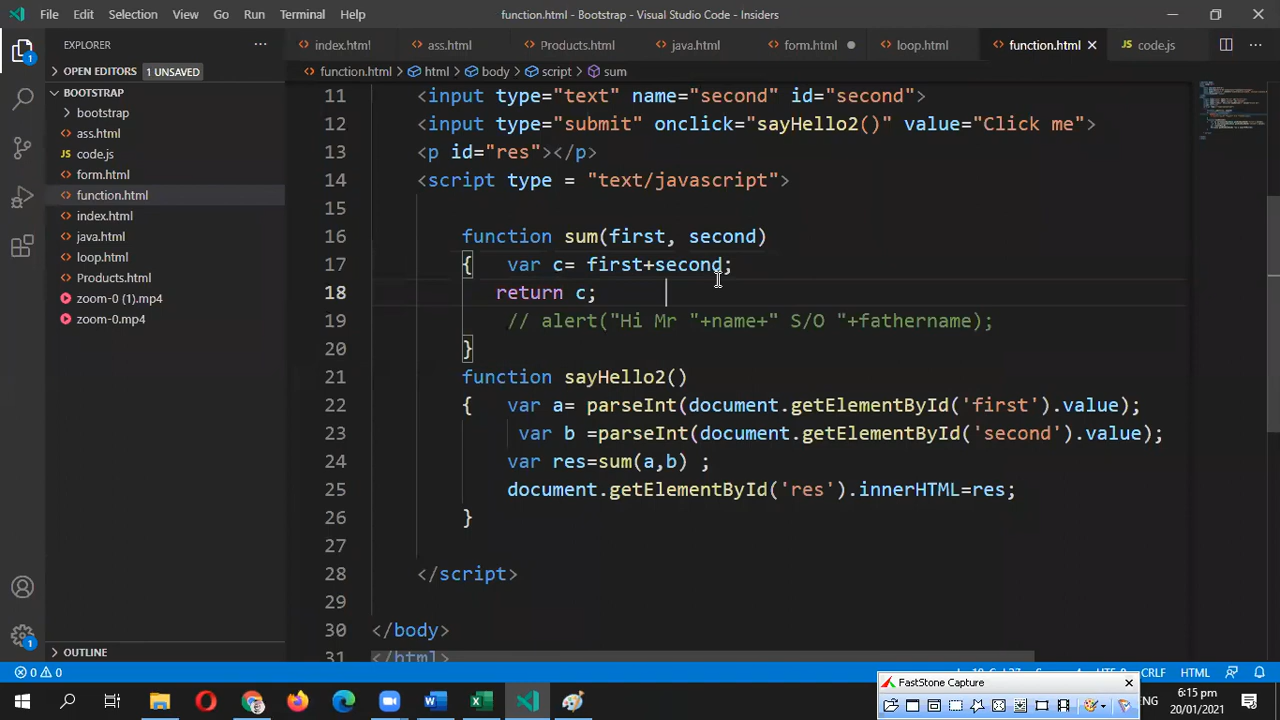 File Edit Selection View Go Run Terminal Help
function.html - Bootstrap - Visual Studio Code - Insiders
EXPLORER
index.html ass.html Products.html java.html form.html loop.html function.html code.js
OPEN EDITORS 1 UNSAVED
function.html html body script sum
BOOTSTRAP
bootstrap
ass.html
code.js
form.html
function.html
index.html
java.html
loop.html
Products.html
zoom-0 (1).mp4
zoom-0.mp4
OUTLINE
11 <input type="text" name="second" id="second">
12 <input type="submit" onclick="sayHello2()" value="Click me">
13 <p id="res"></p>
14 <script type = "text/javascript">
15
16 function sum(first, second)
17 { var c= first+second;
18 return c;
19 // alert("Hi Mr "+name+" S/O "+fathername);
20 }
21 function sayHello2()
22 { var a= parseInt(document.getElementById('first').value);
23 var b =parseInt(document.getElementById('second').value);
24 var res=sum(a,b) ;
25 document.getElementById('res').innerHTML=res;
26 }
27
28 </script>
29
30 </body>
31 </html>
1
1
0 0
CRLF HTML
FastStone Capture
ENG
6:15 pm
20/01/2021